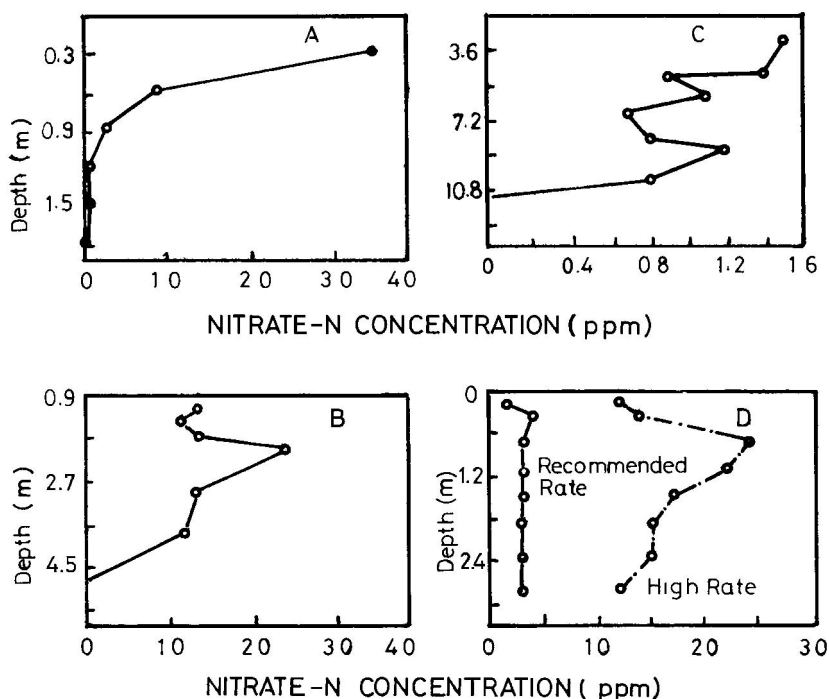 A
Depth (m)
0.3
0.9
1.5
0 10 20 35 40
C
3.6
7.2
10.8
0 0.4 0.8 1.2 1 6
NITRATE-N CONCENTRATION ( ppm)
B
Depth (m)
0.9
2.7
4.5
0 10 20 30 40
D
Depth (m)
0
1.2
2 4
Recommended
Rate
High Rate
0 10 20 30
NITRATE-N CONCENTRATION ( ppm)